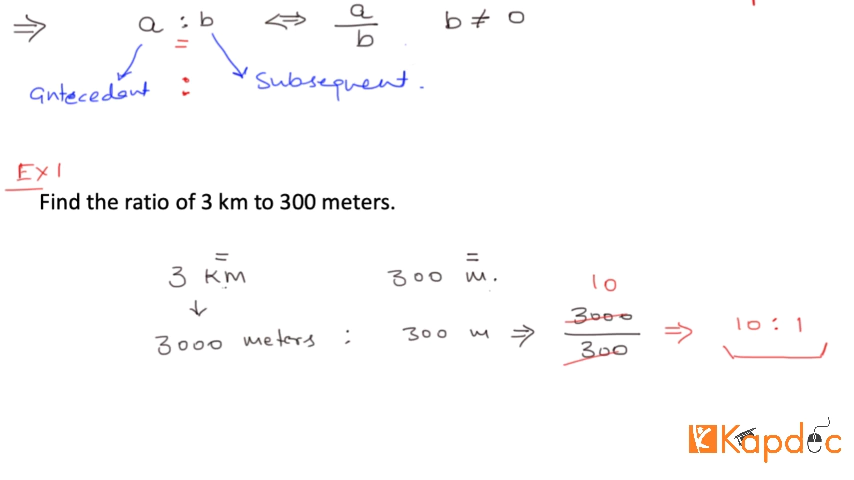 ⇒ a : b ⇔ a/b b ≠ 0
antecedent : Subsequent.
EX 1
Find the ratio of 3 km to 300 meters.
3 KM 300 m.
↓
3000 meters : 300 m ⇒ 3000/300 10 ⇒ 10 : 1
Kapdec